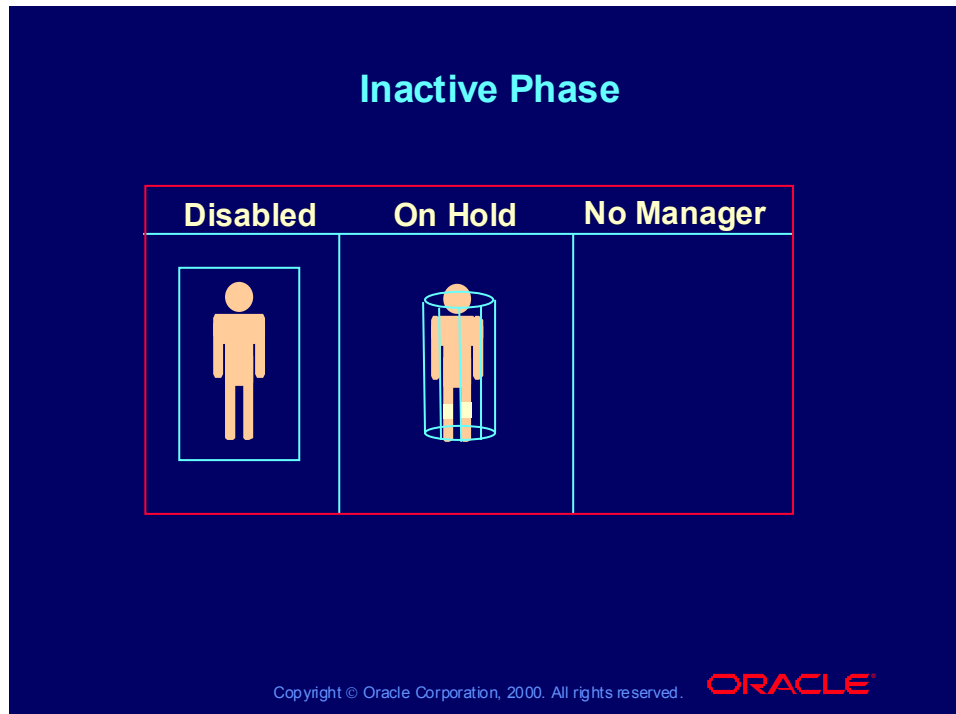 Inactive Phase
Disabled On Hold No Manager
Copyright © Oracle Corporation, 2000. All rights reserved.
ORACLE®